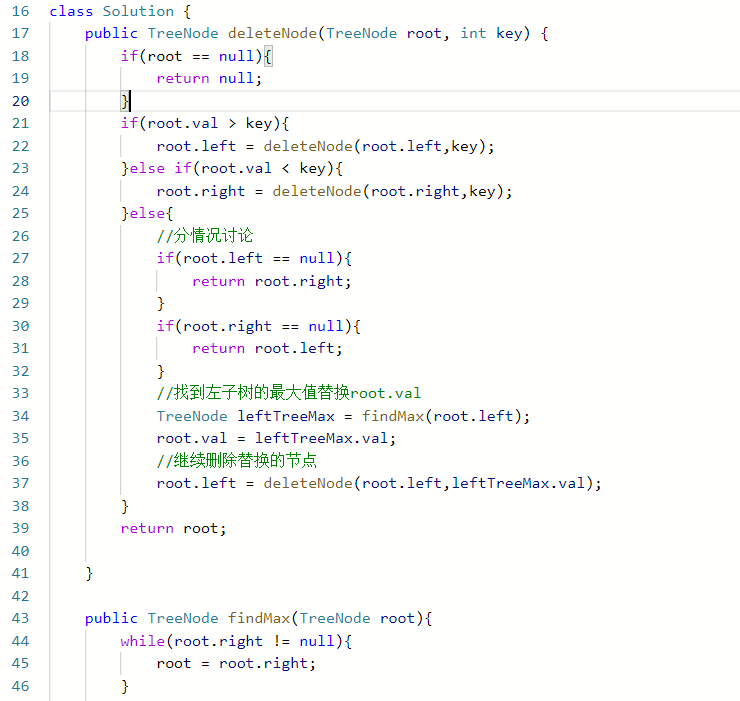 16 class Solution {
17     public TreeNode deleteNode(TreeNode root, int key) {
18         if(root == null){
19             return null;
20         }
21         if(root.val > key){
22             root.left = deleteNode(root.left,key);
23         }else if(root.val < key){
24             root.right = deleteNode(root.right,key);
25         }else{
26             //分情况讨论
27             if(root.left == null){
28                 return root.right;
29             }
30             if(root.right == null){
31                 return root.left;
32             }
33             //找到左子树的最大值替换root.val
34             TreeNode leftTreeMax = findMax(root.left);
35             root.val = leftTreeMax.val;
36             //继续删除替换的节点
37             root.left = deleteNode(root.left,leftTreeMax.val);
38         }
39         return root;
40
41     }
42
43     public TreeNode findMax(TreeNode root){
44         while(root.right != null){
45             root = root.right;
46         }